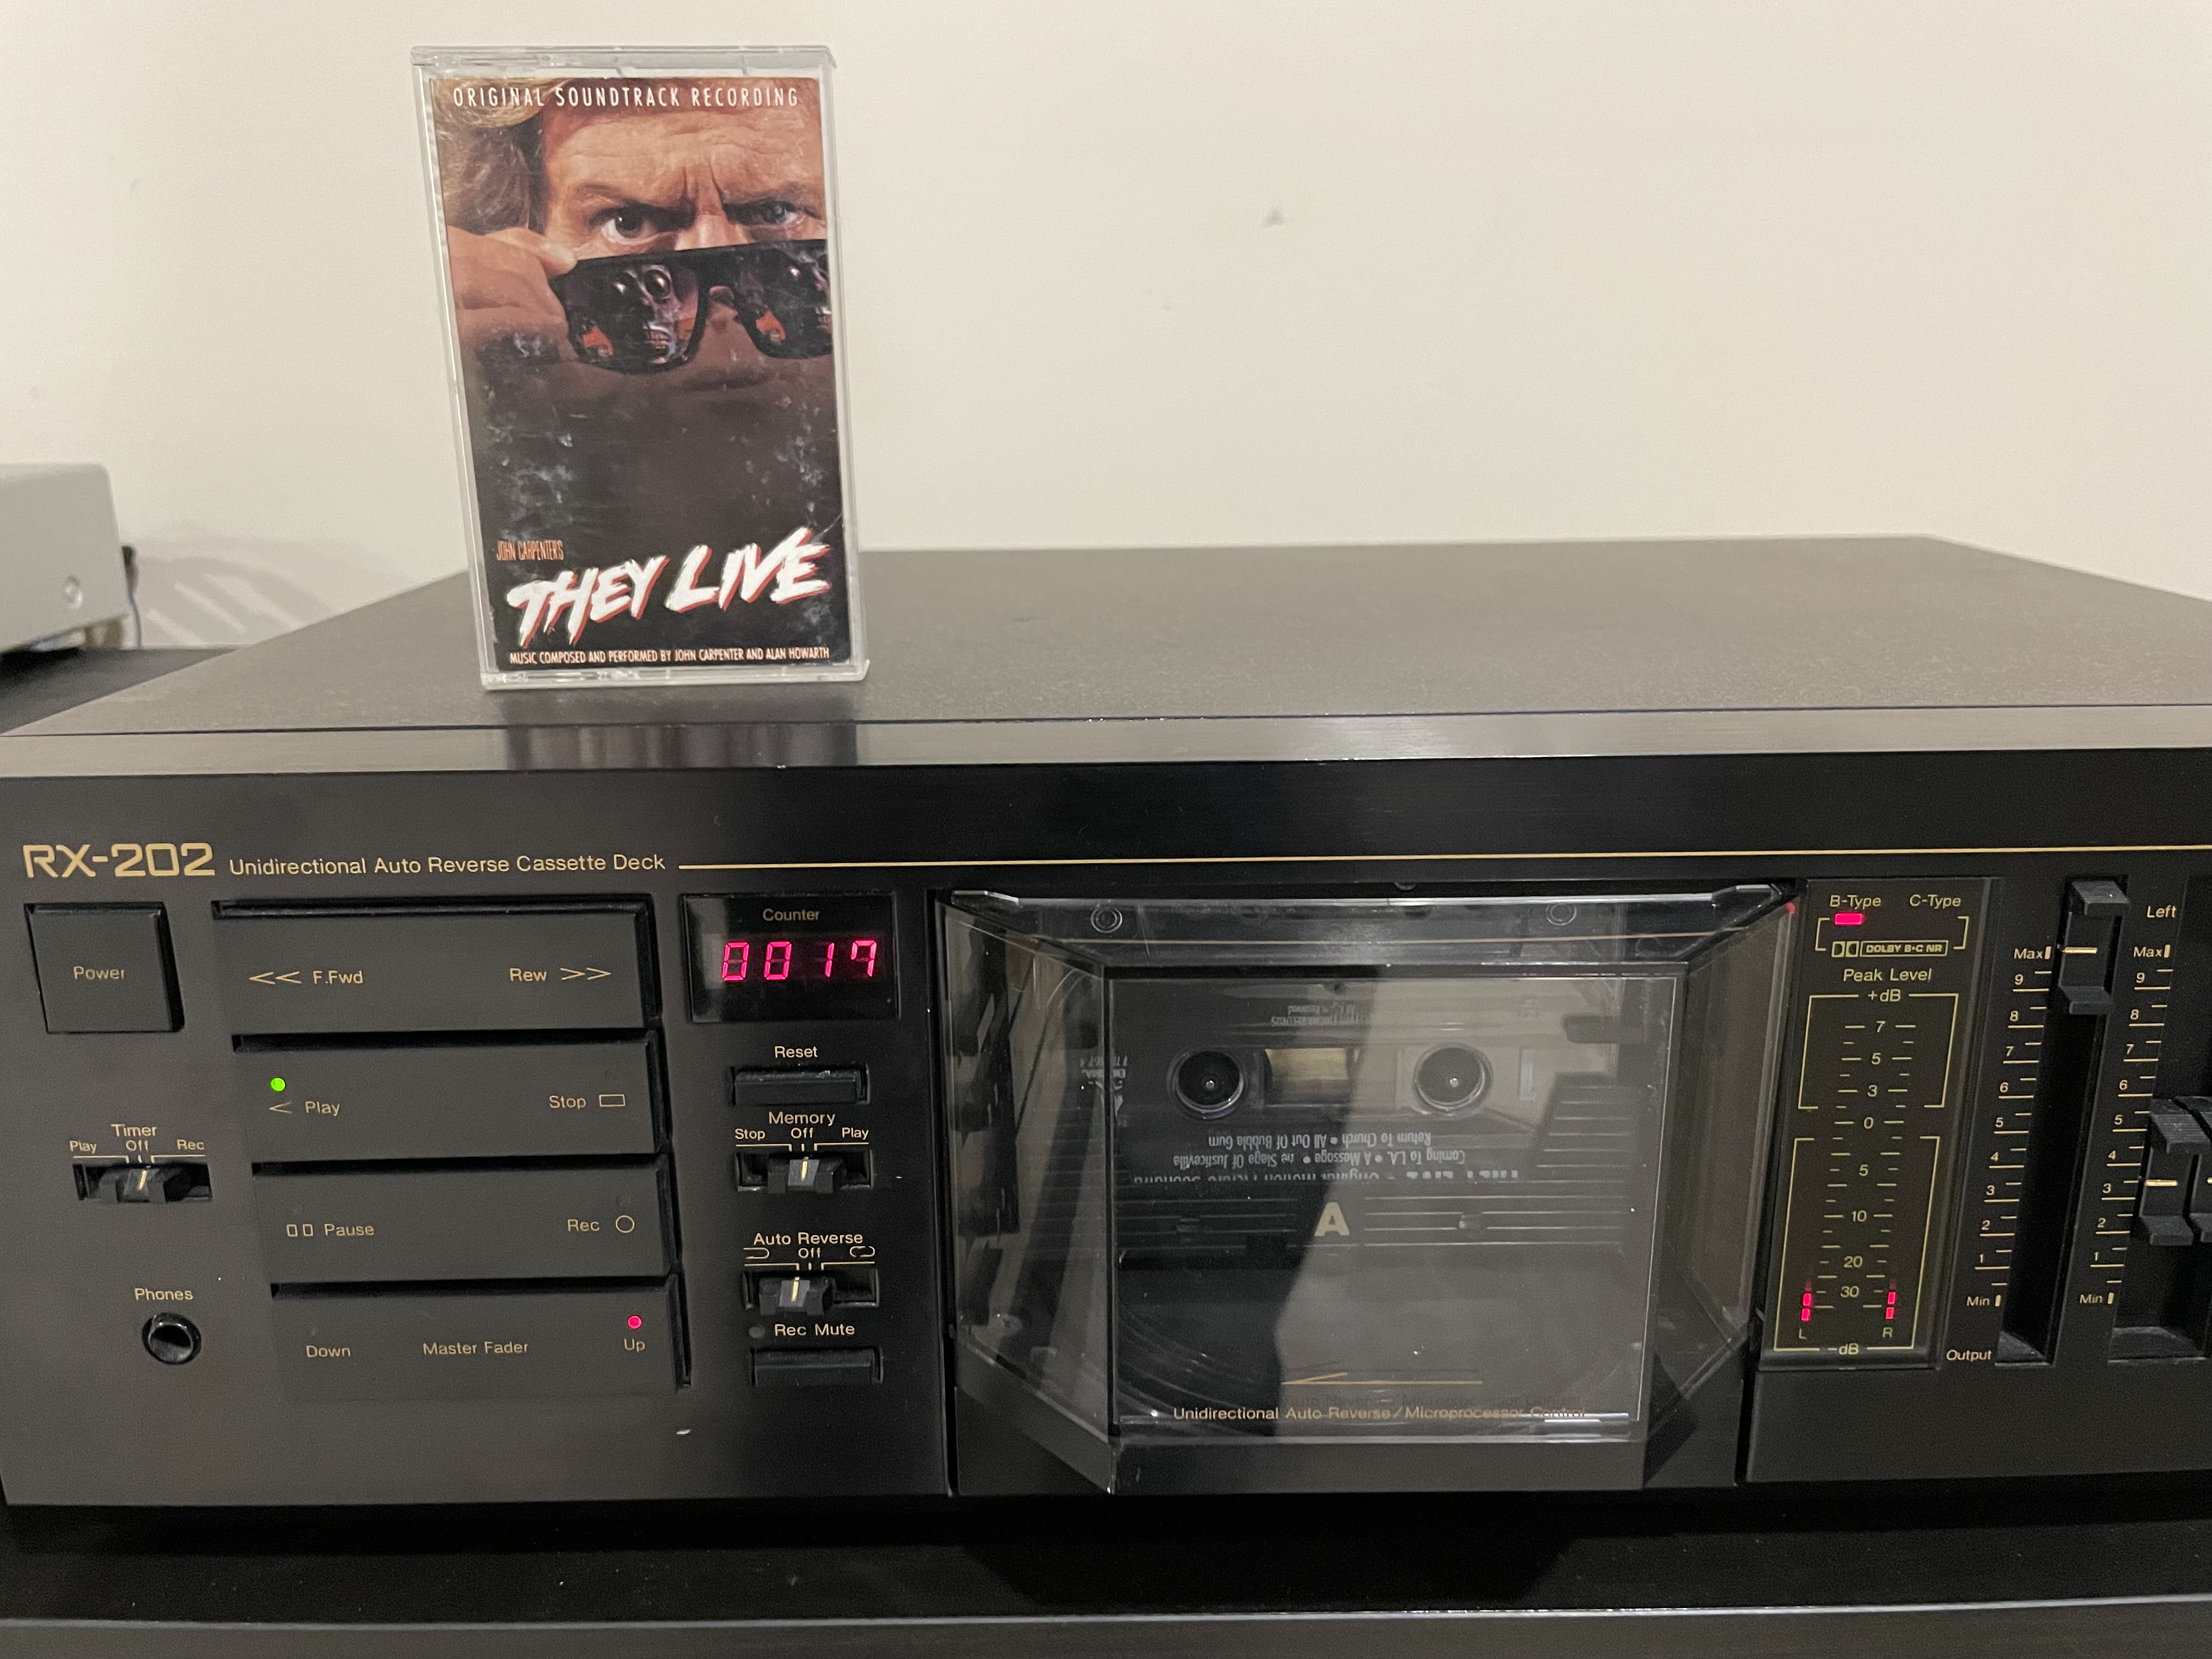 ORIGINAL SOUNDTRACK RECORDING
JOHN CARPENTER'S
THEY LIVE
MUSIC COMPOSED AND PERFORMED BY JOHN CARPENTER AND ALAN HOWARTH
RX-202 Unidirectional Auto Reverse Cassette Deck
Power
<< F.Fwd Rew >>
< Play Stop
Pause Rec
Down Master Fader Up
Timer
Play Off Rec
Phones
Counter
0019
Reset
Memory
Stop Off Play
Auto Reverse
Off
Rec Mute
Return To Church • All Out Of Bubble Gum
Coming To L.A. • A Message • Siege Of Justiceville
THEY LIVE - Original Motion Picture
A
Unidirectional Auto Reverse / Microprocessor Control
B-Type C-Type
DOLBY B•C NR
Peak Level
+dB
7
5
3
0
5
10
20
30
L R
-dB
Max
9
8
7
6
5
4
3
2
1
Min
Output
Left
Max
9
8
7
6
5
4
3
2
1
Min